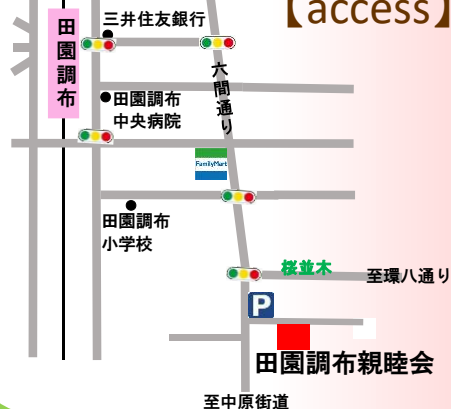 【access】
三井住友銀行
田園調布
六間通り
田園調布
中央病院
FamilyMart
田園調布
小学校
桜並木
至環八通り
P
田園調布親睦会
至中原街道